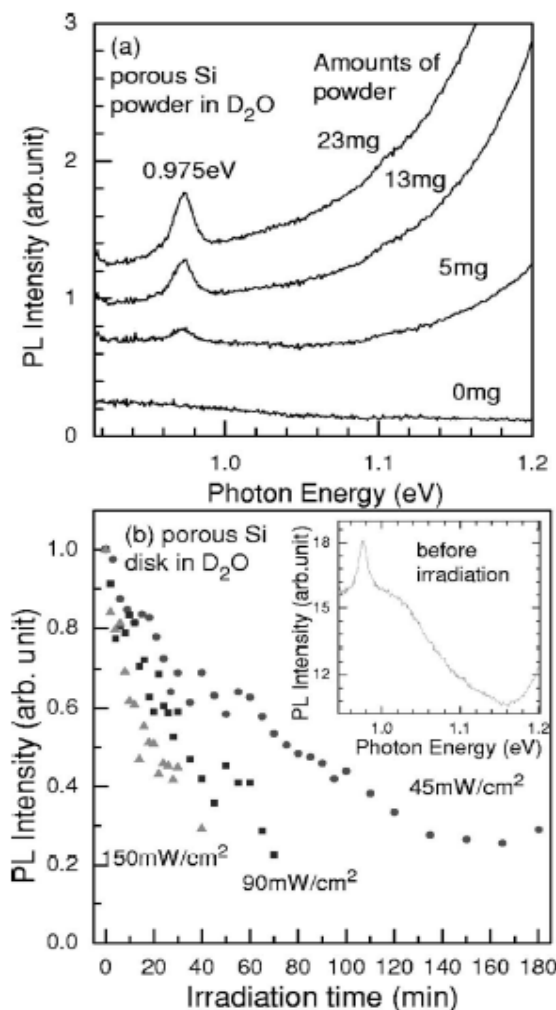 3
(a)
porous Si
powder in D₂O
Amounts of
powder
23mg
0.975eV
13mg
2
5mg
1
0mg
0
PL Intensity (arb.unit)
1.0 1.1 1.2
Photon Energy (eV)
(b) porous Si
disk in D₂O
1.0
0.8
0.6
0.4
0.2
0.0
PL Intensity (arb. unit)
before
irradiation
18
15
12
PL Intensity (arb.unit)
1.0 1.1 1.2
Photon Energy (eV)
45mW/cm²
150mW/cm²
90mW/cm²
0 20 40 60 80 100 120 140 160 180
Irradiation time (min)